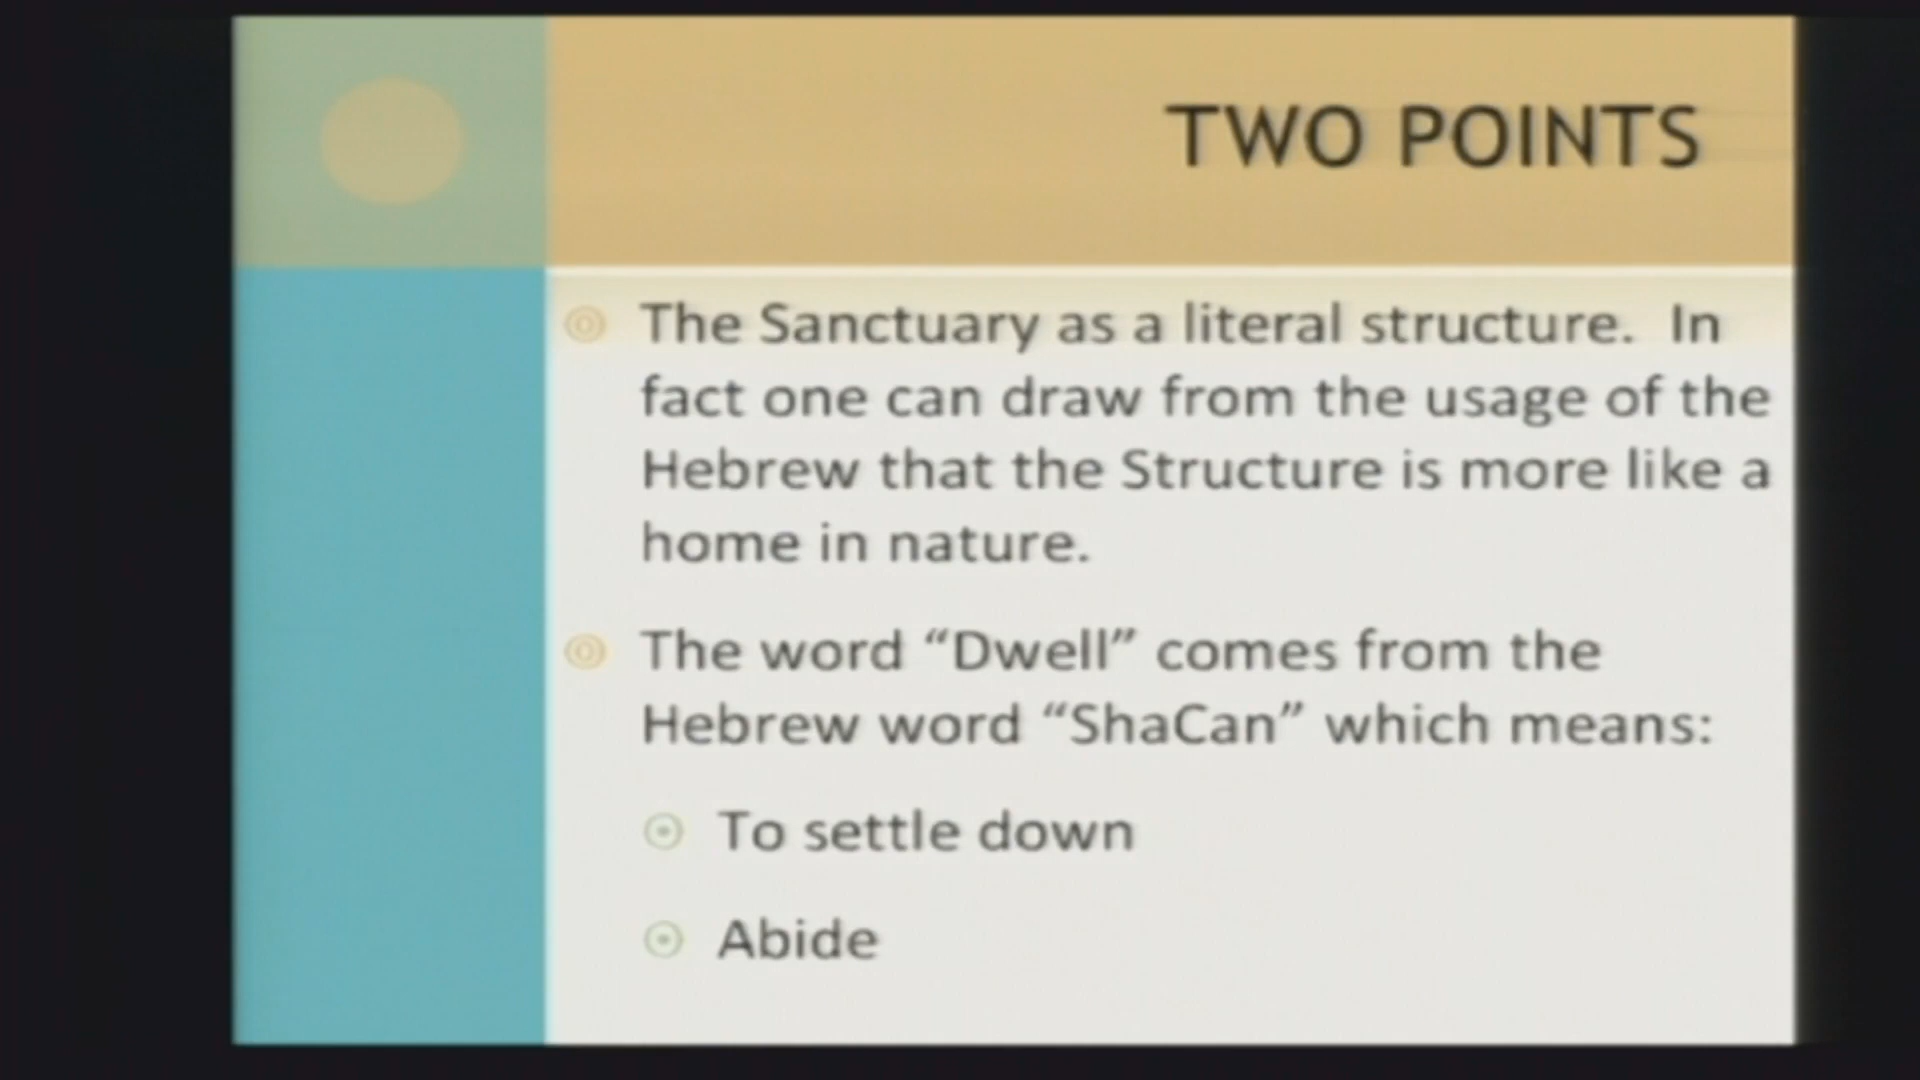 TWO POINTS
The Sanctuary as a literal structure. In
fact one can draw from the usage of the
Hebrew that the Structure is more like a
home in nature.
The word “Dwell” comes from the
Hebrew word “ShaCan” which means:
To settle down
Abide